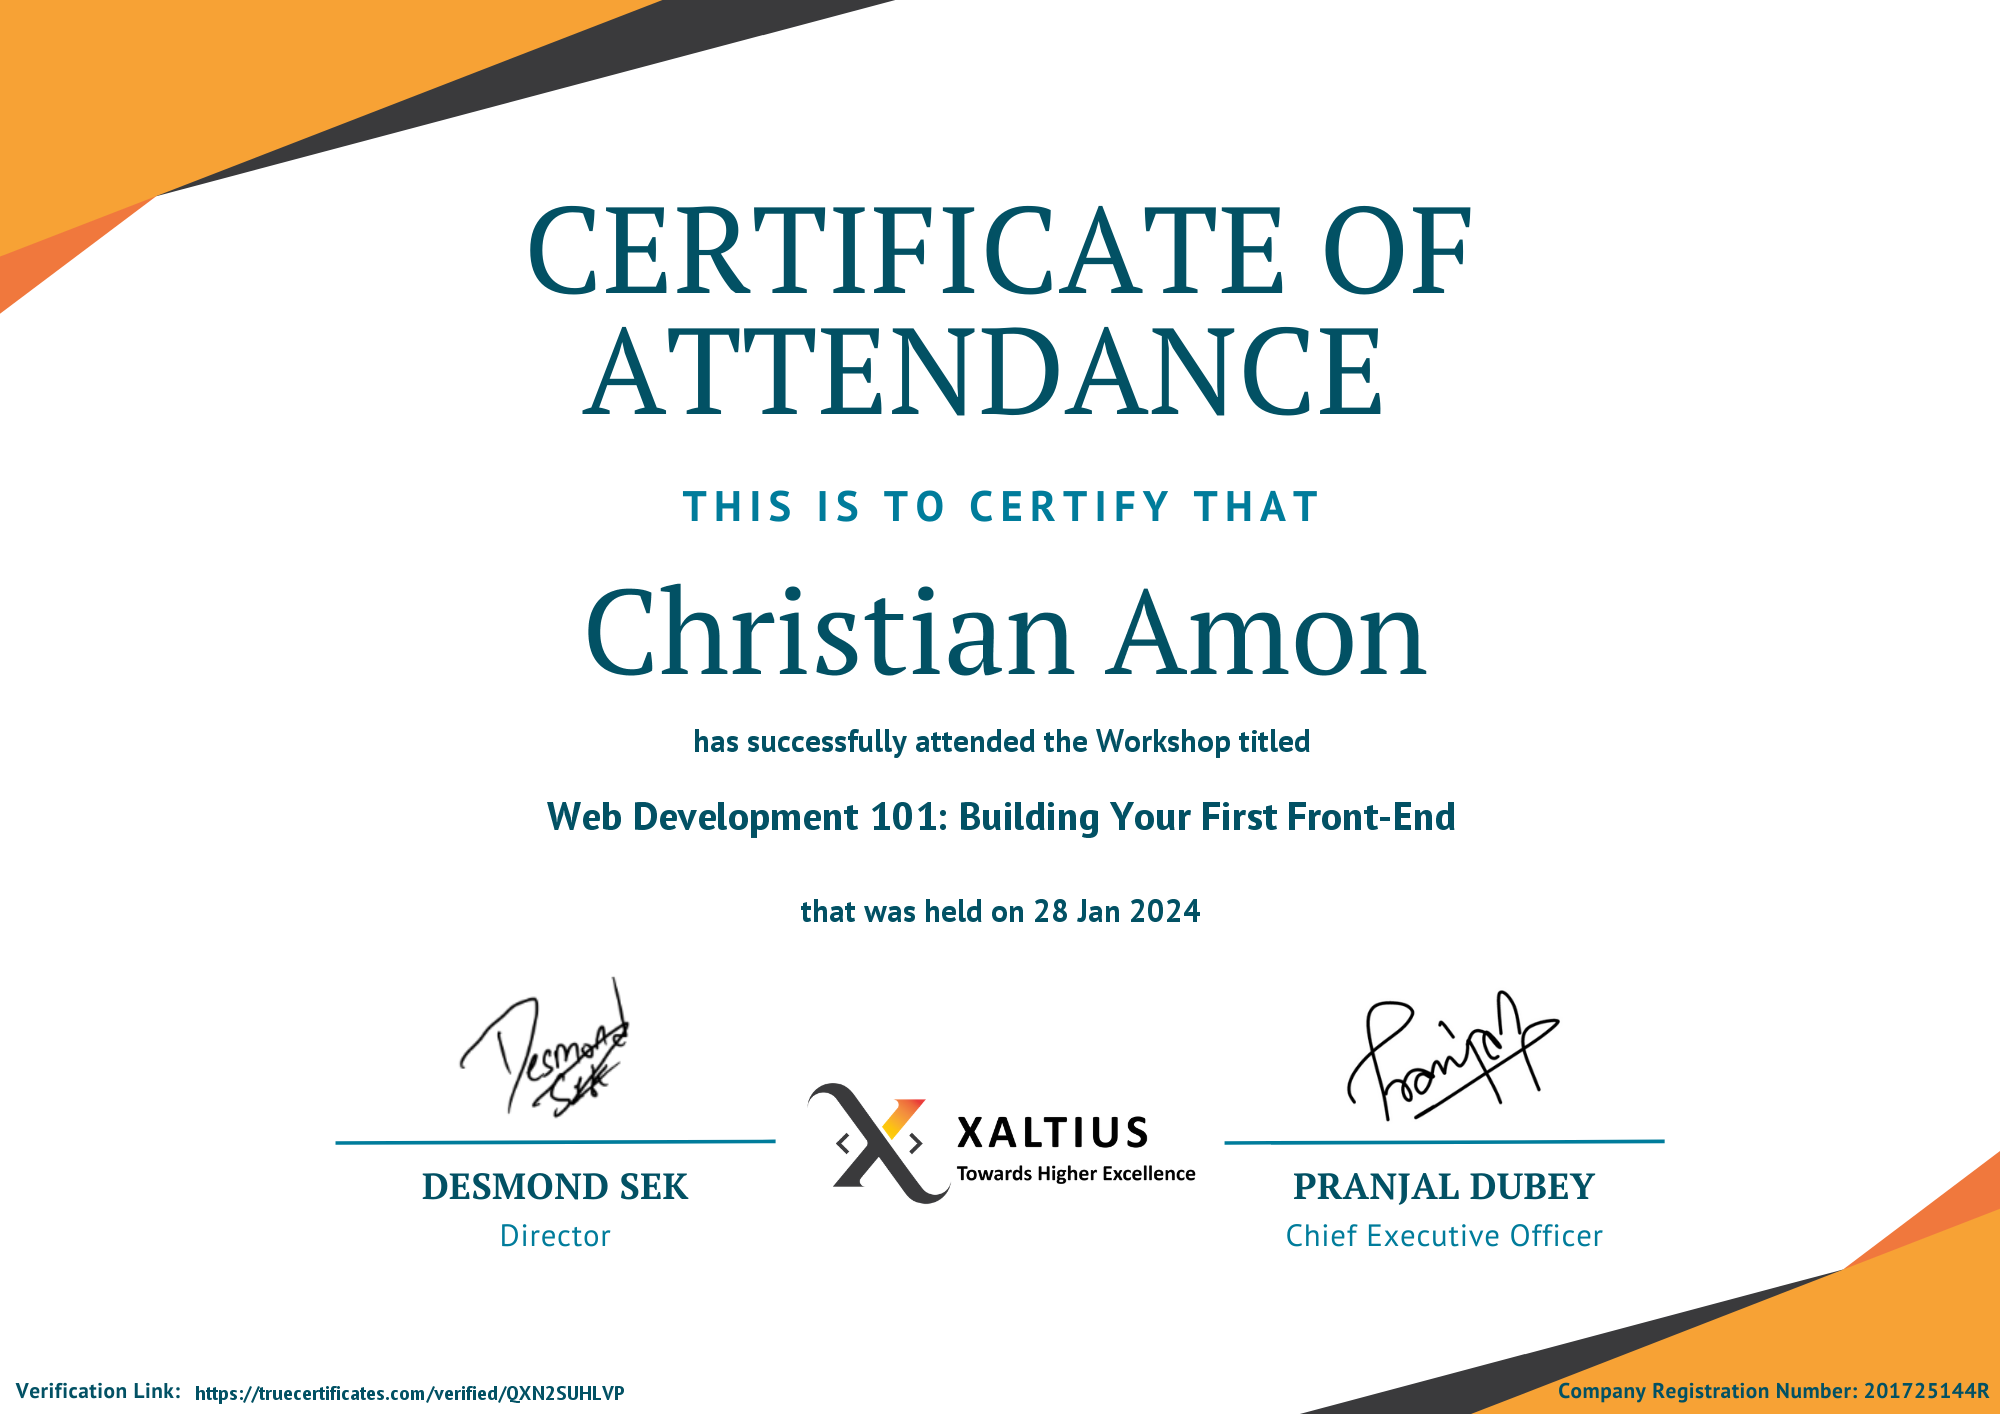 CERTIFICATE OF
ATTENDANCE
THIS IS TO CERTIFY THAT
Christian Amon
has successfully attended the Workshop titled
Web Development 101: Building Your First Front-End
that was held on 28 Jan 2024
Desmond
Sek
Pranjal
XALTIUS
Towards Higher Excellence
DESMOND SEK
Director
PRANJAL DUBEY
Chief Executive Officer
Verification Link: https://truecertificates.com/verified/QXN2SUHLVP
Company Registration Number: 201725144R